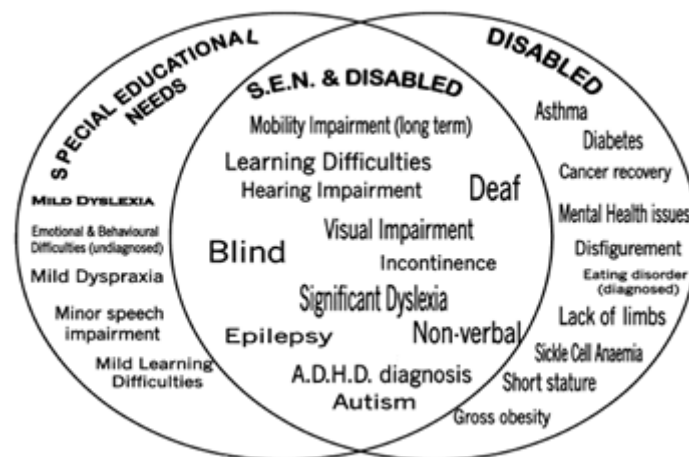 SPECIAL EDUCATIONAL
NEEDS
MILD DYSLEXIA
Emotional & Behavioural
Difficulties (undiagnosed)
Mild Dyspraxia
Minor speech
impairment
Mild Learning
Difficulties
S.E.N. & DISABLED
Mobility Impairment (long term)
Learning Difficulties
Hearing Impairment
Deaf
Visual Impairment
Blind
Incontinence
Significant Dyslexia
Epilepsy
Non-verbal
A.D.H.D. diagnosis
Autism
DISABLED
Asthma
Diabetes
Cancer recovery
Mental Health issues
Disfigurement
Eating disorder
(diagnosed)
Lack of limbs
Sickle Cell Anaemia
Short stature
Gross obesity